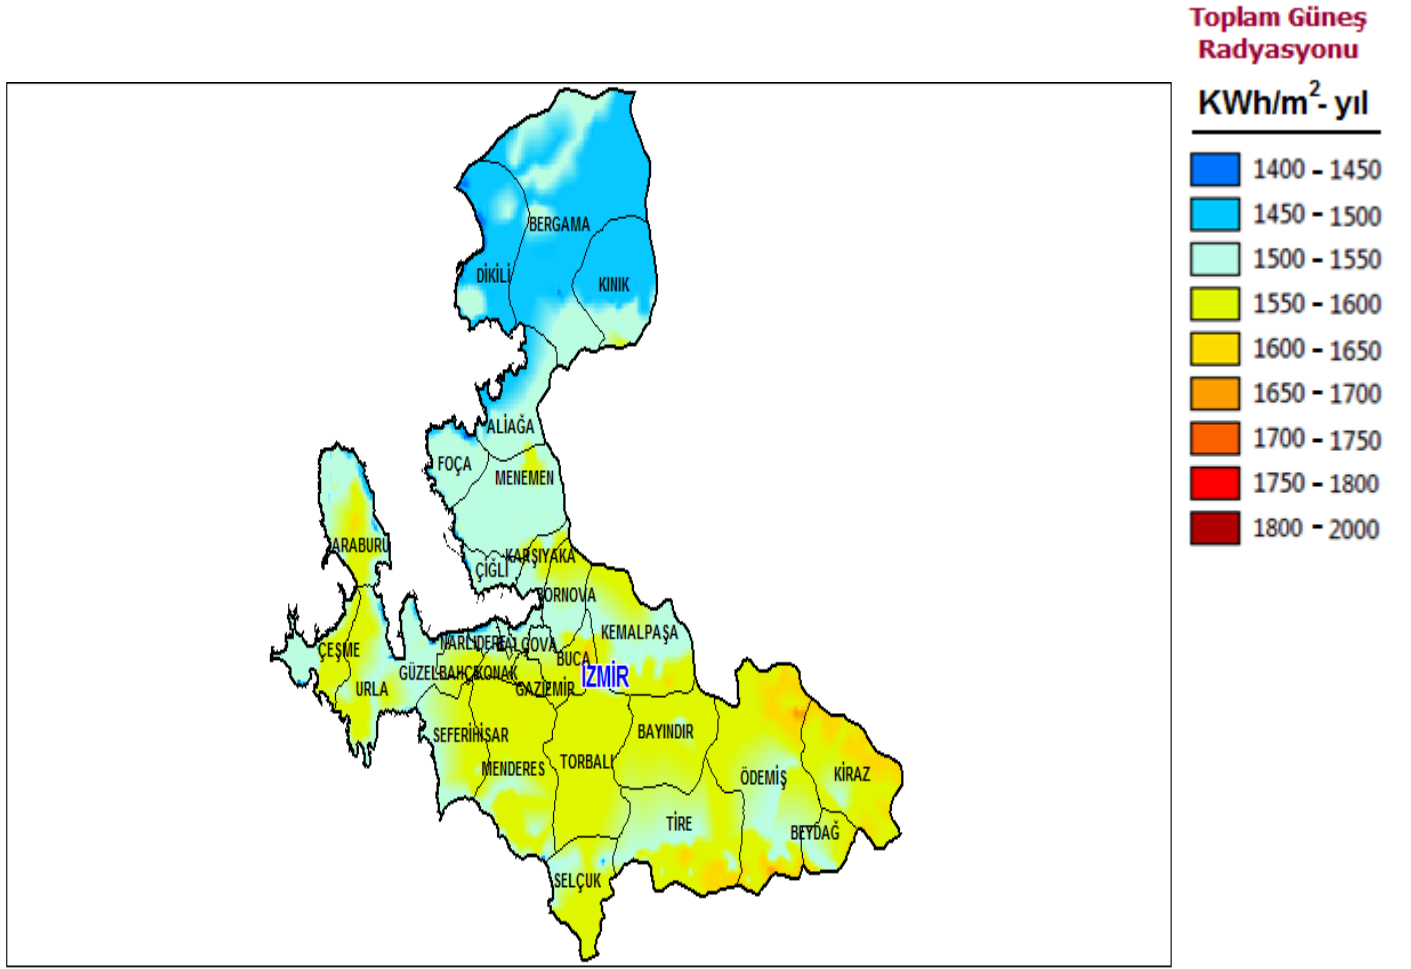 Toplam Güneş
Radyasyonu
KWh/m²- yıl
1400 - 1450
1450 - 1500
1500 - 1550
1550 - 1600
1600 - 1650
1650 - 1700
1700 - 1750
1750 - 1800
1800 - 2000
BERGAMA
DİKİLİ
KINIK
ALİAĞA
FOÇA
MENEMEN
ARABURU
KARŞIYAKA
ÇİĞLİ
BORNOVA
KEMALPAŞA
NARLIDERE
BALÇOVA
ÇEŞME
BUCA
GÜZELBAHÇE
KONAK
İZMİR
URLA
GAZİEMİR
SEFERİHİSAR
BAYINDIR
TORBALI
MENDERES
ÖDEMİŞ
KİRAZ
TİRE
BEYDAĞ
SELÇUK